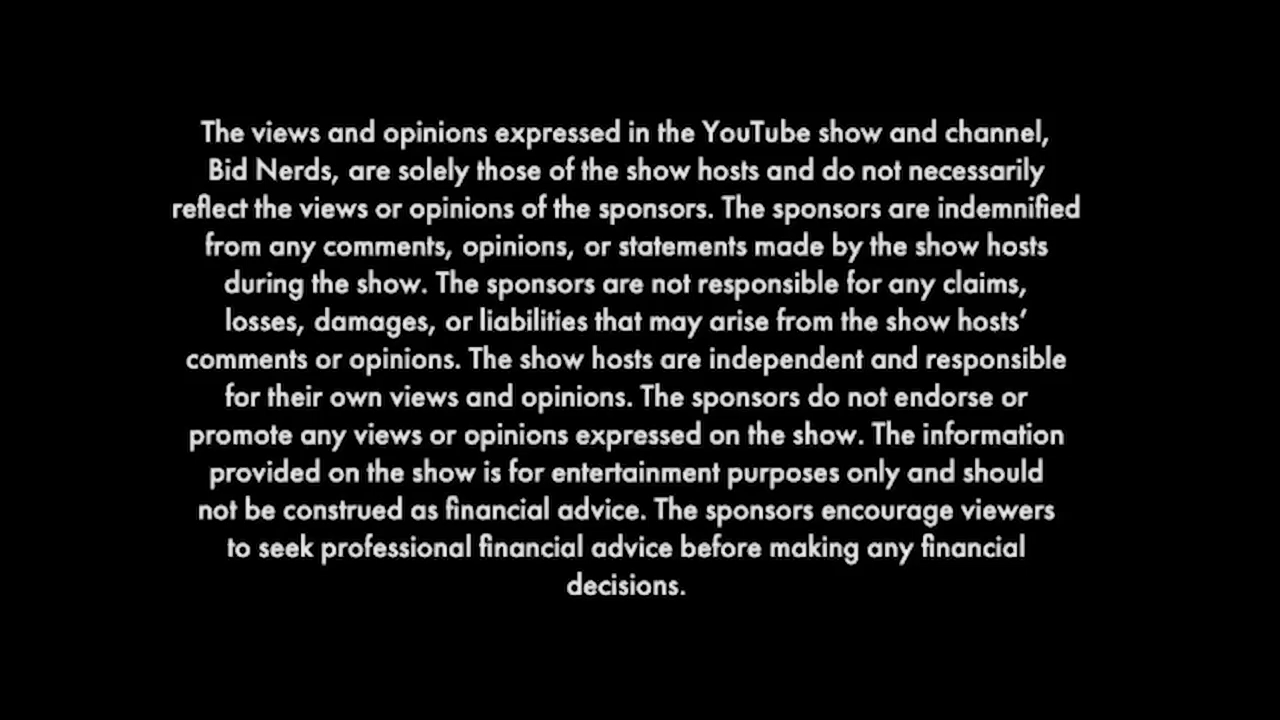 The views and opinions expressed in the YouTube show and channel,
Bid Nerds, are solely those of the show hosts and do not necessarily
reflect the views or opinions of the sponsors. The sponsors are indemnified
from any comments, opinions, or statements made by the show hosts
during the show. The sponsors are not responsible for any claims,
losses, damages, or liabilities that may arise from the show hosts’
comments or opinions. The show hosts are independent and responsible
for their own views and opinions. The sponsors do not endorse or
promote any views or opinions expressed on the show. The information
provided on the show is for entertainment purposes only and should
not be construed as financial advice. The sponsors encourage viewers
to seek professional financial advice before making any financial
decisions.